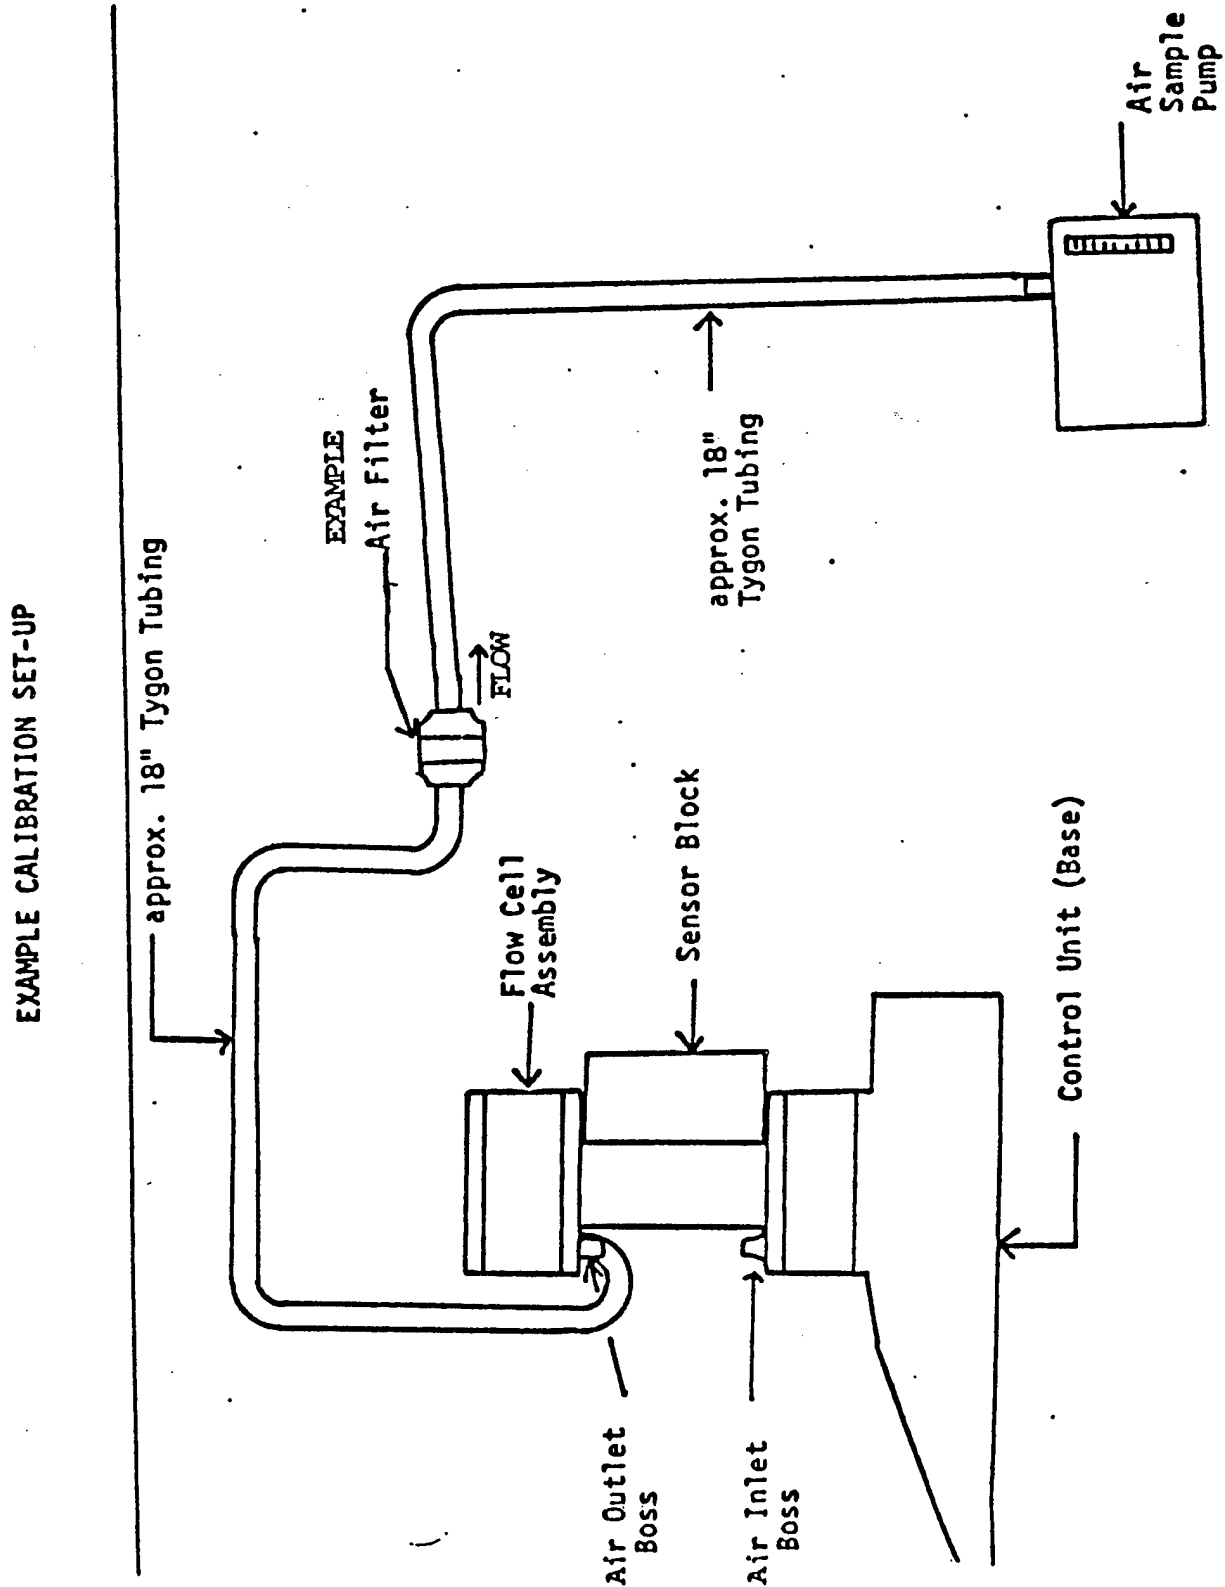 EXAMPLE CALIBRATION SET-UP
approx. 18" Tygon Tubing
EXAMPLE
Air Filter
FLOW
approx. 18"
Tygon Tubing
Air
Sample
Pump
Flow Cell
Assembly
Sensor Block
Control Unit (Base)
Air Outlet
Boss
Air Inlet
Boss